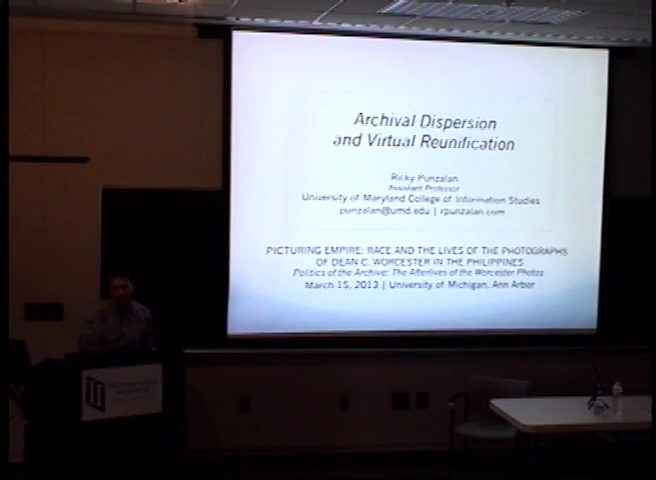 Archival Dispersion
and Virtual Reunification
Ricky Punzalan
Assistant Professor
University of Maryland College of Information Studies
punzalan@umd.edu | rpunzalan.com
PICTURING EMPIRE: RACE AND THE LIVES OF THE PHOTOGRAPHS
OF DEAN C. WORCESTER IN THE PHILIPPINES
Politics of the Archive: The Afterlives of the Worcester Photos
March 15, 2013 | University of Michigan, Ann Arbor
INTERNATIONAL
INSTITUTE